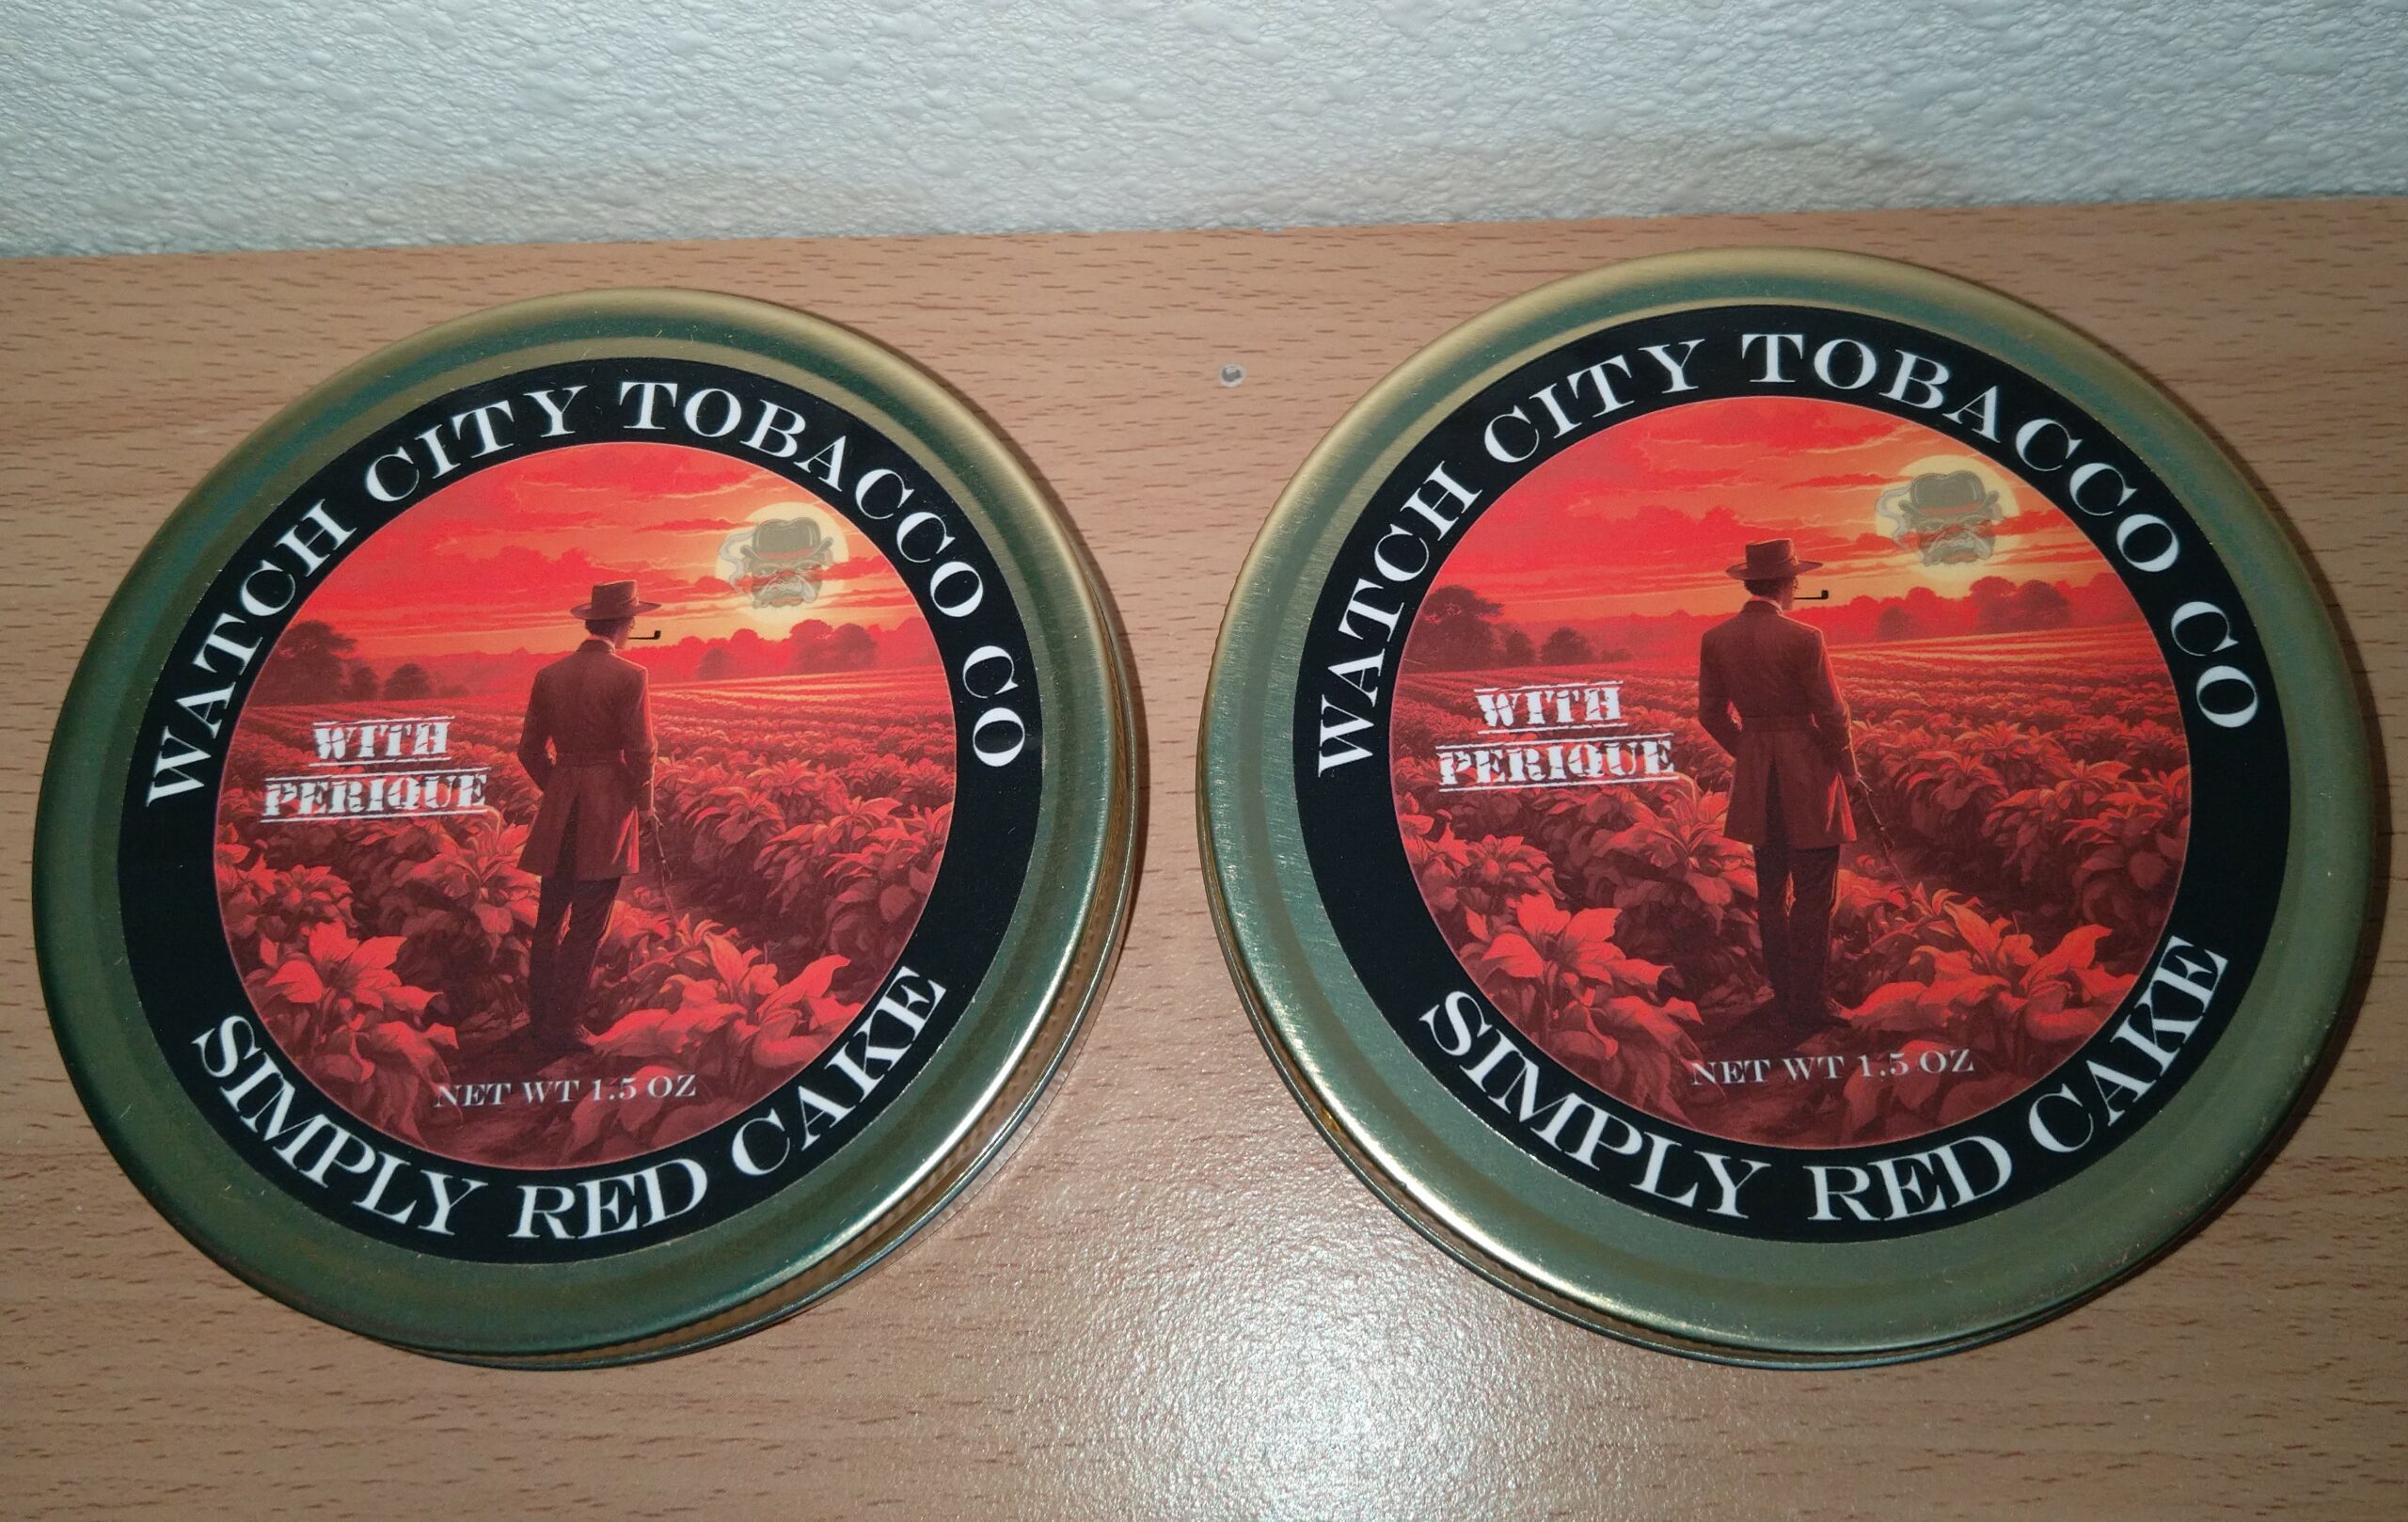 WATCH CITY TOBACCO CO
WITH
PERIQUE
NET WT 1.5 OZ
SIMPLY RED CAKE
WATCH CITY TOBACCO CO
WITH
PERIQUE
NET WT 1.5 OZ
SIMPLY RED CAKE